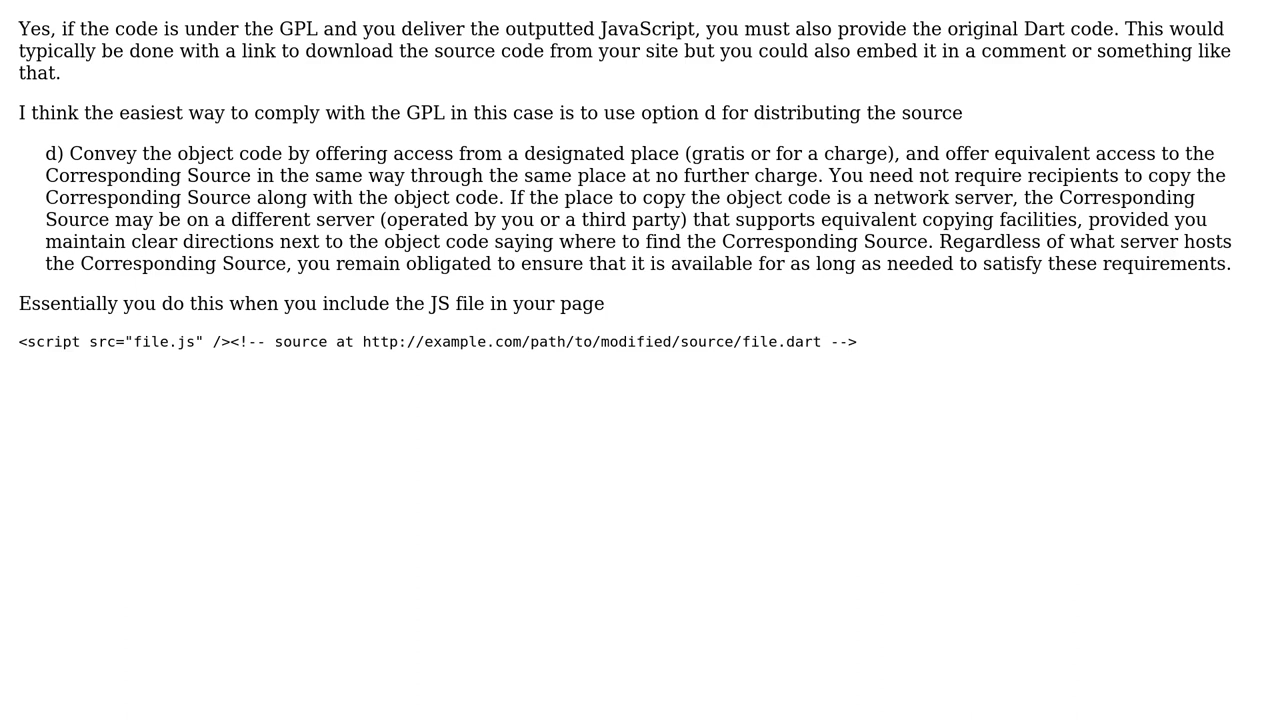 Yes, if the code is under the GPL and you deliver the outputted JavaScript, you must also provide the original Dart code. This would
typically be done with a link to download the source code from your site but you could also embed it in a comment or something like
that.
I think the easiest way to comply with the GPL in this case is to use option d for distributing the source
d) Convey the object code by offering access from a designated place (gratis or for a charge), and offer equivalent access to the
Corresponding Source in the same way through the same place at no further charge. You need not require recipients to copy the
Corresponding Source along with the object code. If the place to copy the object code is a network server, the Corresponding
Source may be on a different server (operated by you or a third party) that supports equivalent copying facilities, provided you
maintain clear directions next to the object code saying where to find the Corresponding Source. Regardless of what server hosts
the Corresponding Source, you remain obligated to ensure that it is available for as long as needed to satisfy these requirements.
Essentially you do this when you include the JS file in your page
<script src="file.js" /><!-- source at http://example.com/path/to/modified/source/file.dart -->